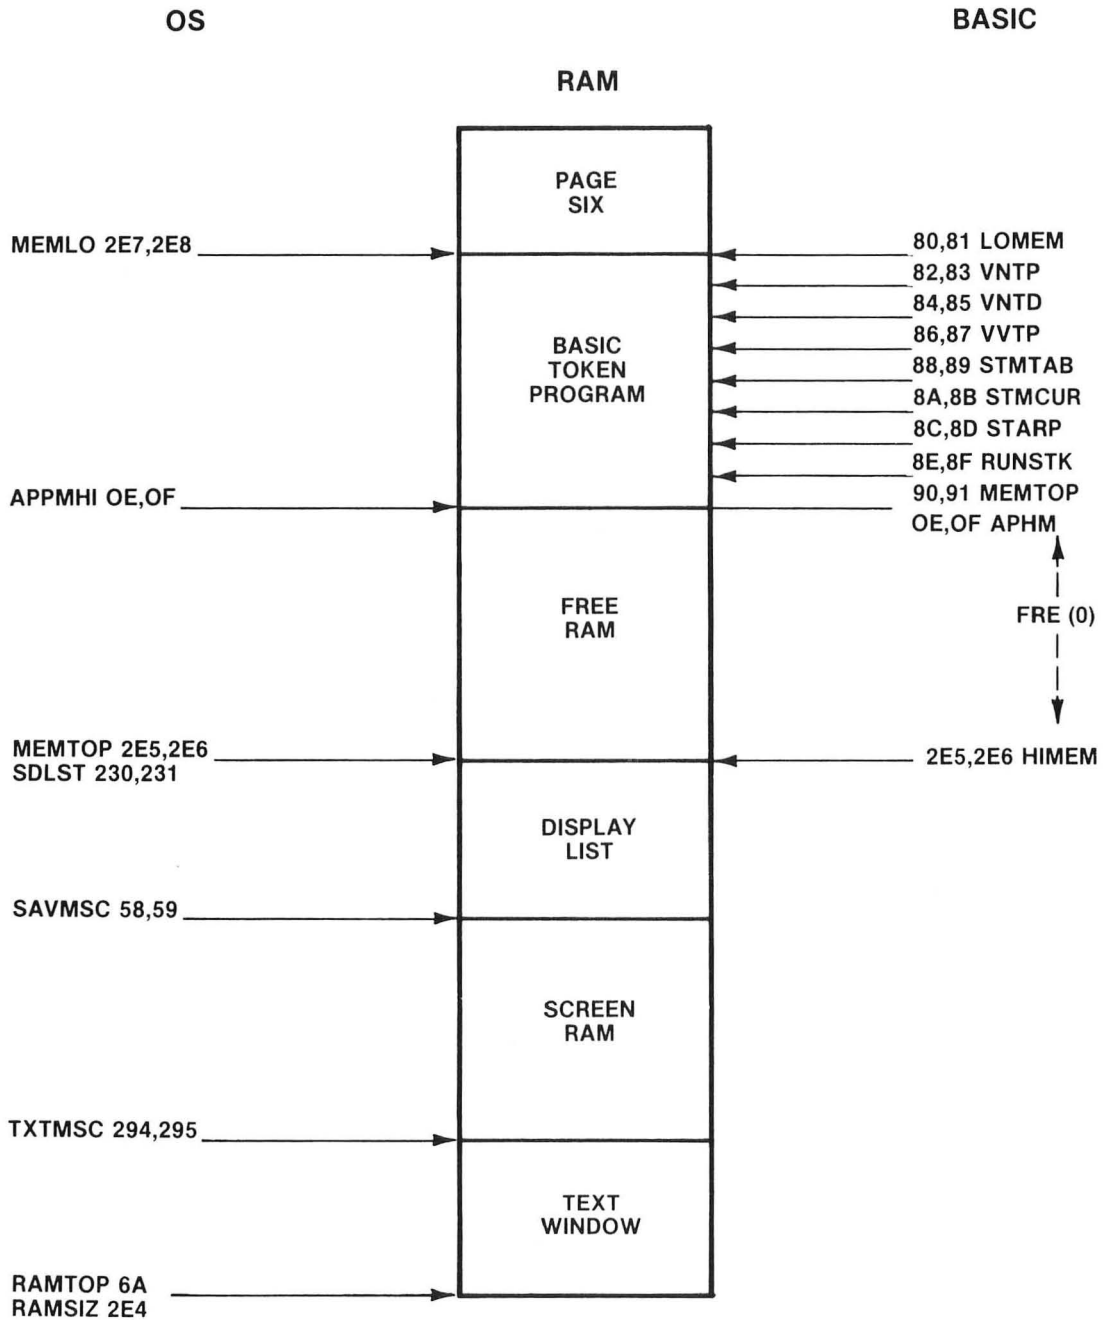 OS
BASIC
RAM
PAGE
SIX
MEMLO 2E7,2E8
80,81 LOMEM
82,83 VNTP
84,85 VNTD
86,87 VVTP
88,89 STMTAB
8A,8B STMCUR
8C,8D STARP
8E,8F RUNSTK
90,91 MEMTOP
OE,OF APHM
BASIC
TOKEN
PROGRAM
APPMHI OE,OF
FREE
RAM
FRE (0)
MEMTOP 2E5,2E6
SDLST 230,231
2E5,2E6 HIMEM
DISPLAY
LIST
SAVMSC 58,59
SCREEN
RAM
TXTMSC 294,295
TEXT
WINDOW
RAMTOP 6A
RAMSIZ 2E4